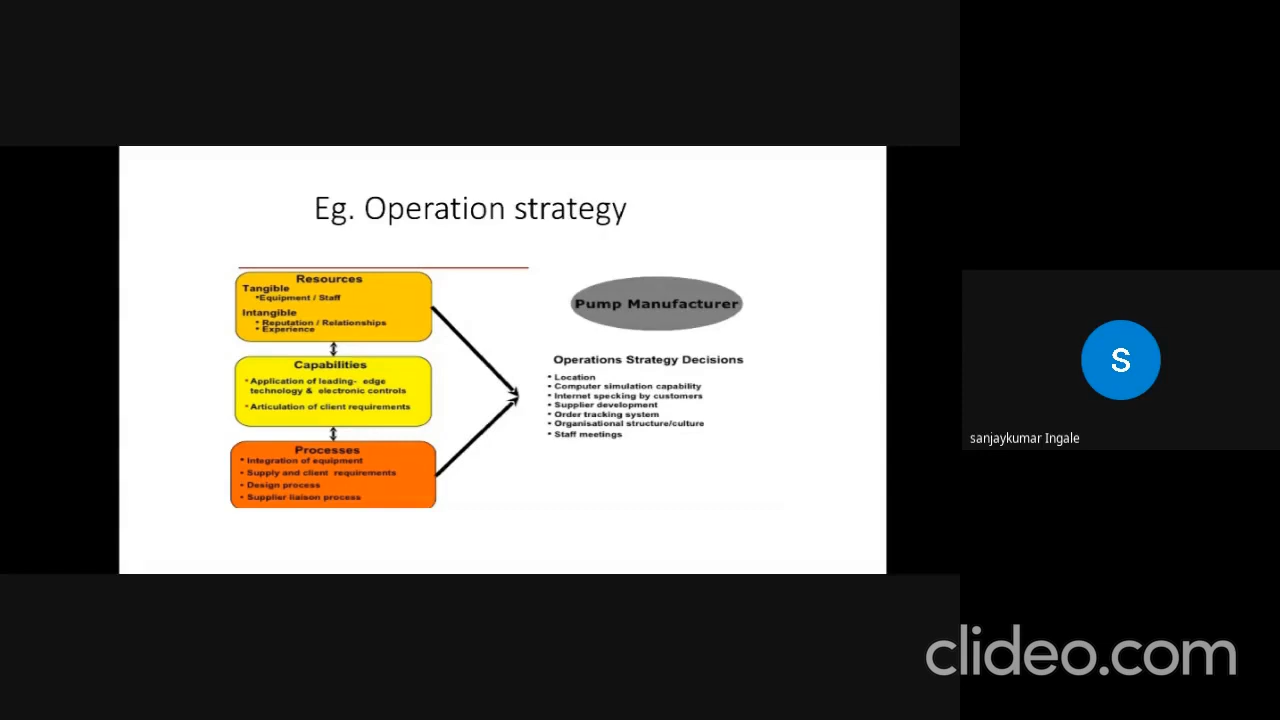 Eg. Operation strategy
Resources
Tangible
•Equipment / Staff
Intangible
• Reputation / Relationships
• Experience
Capabilities
• Application of leading- edge
technology & electronic controls
• Articulation of client requirements
Processes
• Integration of equipment
• Supply and client requirements
• Design process
• Supplier liaison process
Pump Manufacturer
Operations Strategy Decisions
• Location
• Computer simulation capability
• Internet specking by customers
• Supplier development
• Order tracking system
• Organisational structure/culture
• Staff meetings
S
sanjaykumar Ingale
clideo.com